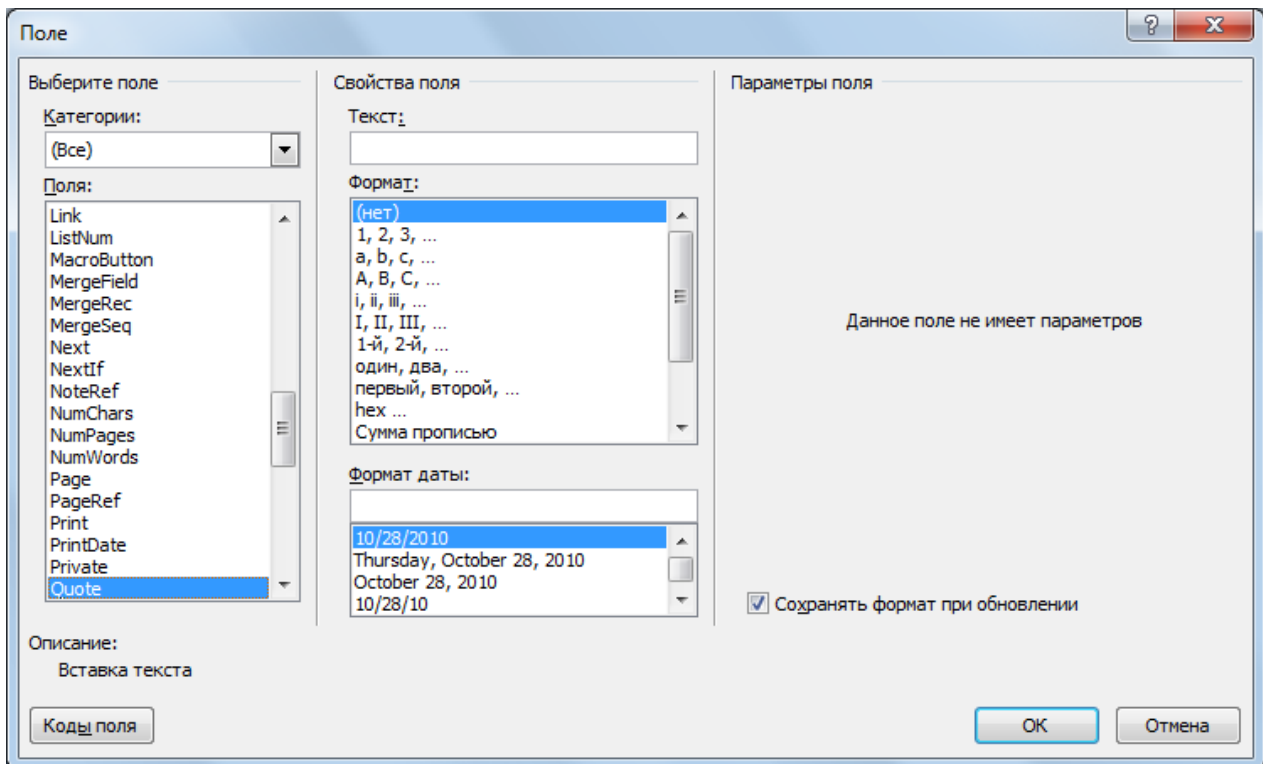 Поле
Выберите поле
Категории:
(Все)
Поля:
Link
ListNum
MacroButton
MergeField
MergeRec
MergeSeq
Next
NextIf
NoteRef
NumChars
NumPages
NumWords
Page
PageRef
Print
PrintDate
Private
Quote
Свойства поля
Текст:
Формат:
(нет)
1, 2, 3, ...
a, b, c, ...
A, B, C, ...
i, ii, iii, ...
I, II, III, ...
1-й, 2-й, ...
один, два, ...
первый, второй, ...
hex ...
Сумма прописью
Формат даты:
10/28/2010
Thursday, October 28, 2010
October 28, 2010
10/28/10
Параметры поля
Данное поле не имеет параметров
Сохранять формат при обновлении
Описание:
Вставка текста
Коды поля
ОК
Отмена